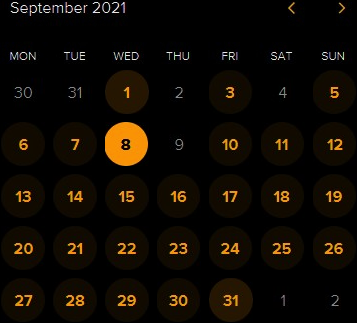 September 2021
MON TUE WED THU FRI SAT SUN
30 31 1 2 3 4 5
6 7 8 9 10 11 12
13 14 15 16 17 18 19
20 21 22 23 24 25 26
27 28 29 30 31 1 2